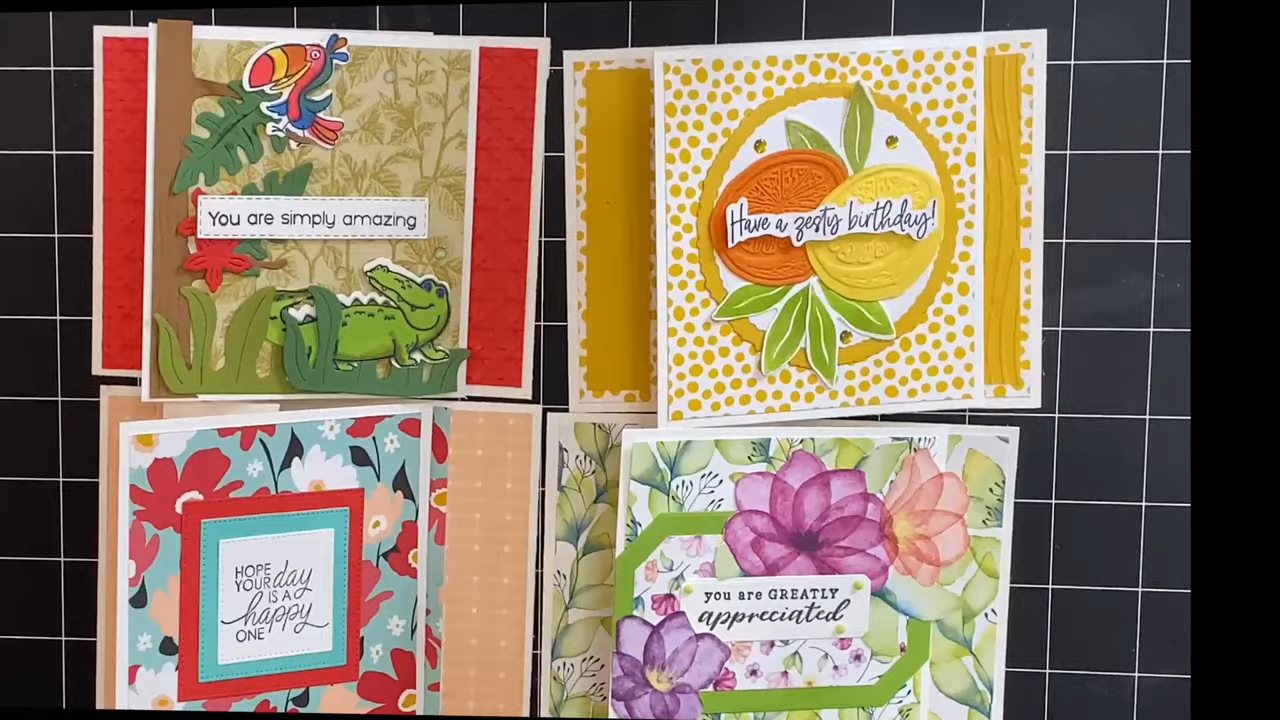 You are simply amazing
Have a zesty birthday!
HOPE
YOUR day
IS A
happy
ONE
you are GREATLY
appreciated